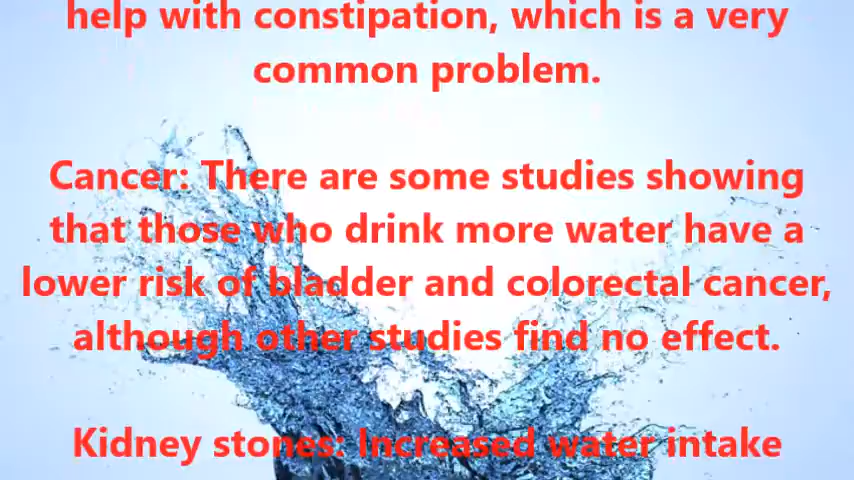 help with constipation, which is a very
common problem.
Cancer: There are some studies showing
that those who drink more water have a
lower risk of bladder and colorectal cancer,
although other studies find no effect.
Kidney stones: Increased water intake